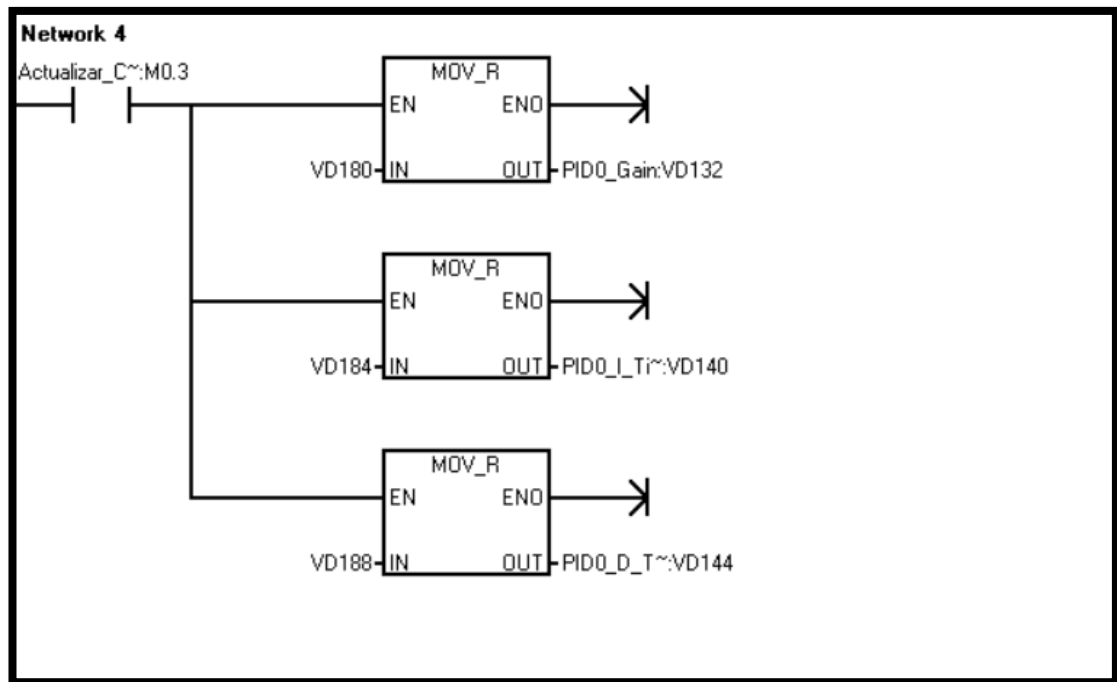 Network 4
Actualizar_C~:M0.3
MOV_R
EN ENO
VD180 IN OUT PID0_Gain:VD132
MOV_R
EN ENO
VD184 IN OUT PID0_I_Ti~:VD140
MOV_R
EN ENO
VD188 IN OUT PID0_D_T~:VD144